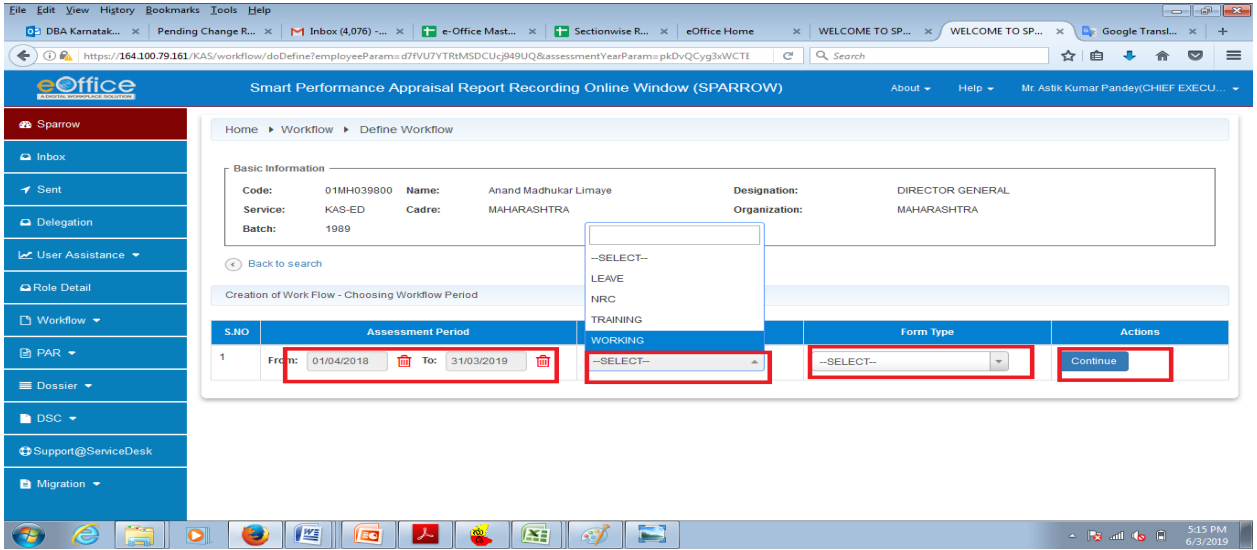 File Edit View History Bookmarks Tools Help
DBA Karnatak... × Pending Change R... × Inbox (4,076) -... × e-Office Mast... × Sectionwise R... × eOffice Home × WELCOME TO SP... × WELCOME TO SP... × Google Transl... × +
https://164.100.79.161/KAS/workflow/doDefine?employeeParam=d7fVU7YTRtMSDCUcj949UQ&assessmentYearParam=pkDvQCyg3xWCTE Search
eOffice Smart Performance Appraisal Report Recording Online Window (SPARROW) About Help Mr. Astik Kumar Pandey(CHIEF EXECU...
A DIGITAL WORKPLACE SOLUTION
Sparrow
Inbox
Sent
Delegation
User Assistance
Role Detail
Workflow
PAR
Dossier
DSC
Support@ServiceDesk
Migration
Home Workflow Define Workflow
Basic Information
Code: 01MH039800 Name: Anand Madhukar Limaye Designation: DIRECTOR GENERAL
Service: KAS-ED Cadre: MAHARASHTRA Organization: MAHARASHTRA
Batch: 1989
Back to search
--SELECT--
LEAVE
NRC
TRAINING
WORKING
Creation of Work Flow - Choosing Workflow Period
S.NO Assessment Period Form Type Actions
1 From: 01/04/2018 To: 31/03/2019 --SELECT-- --SELECT-- Continue
5:15 PM
6/3/2019